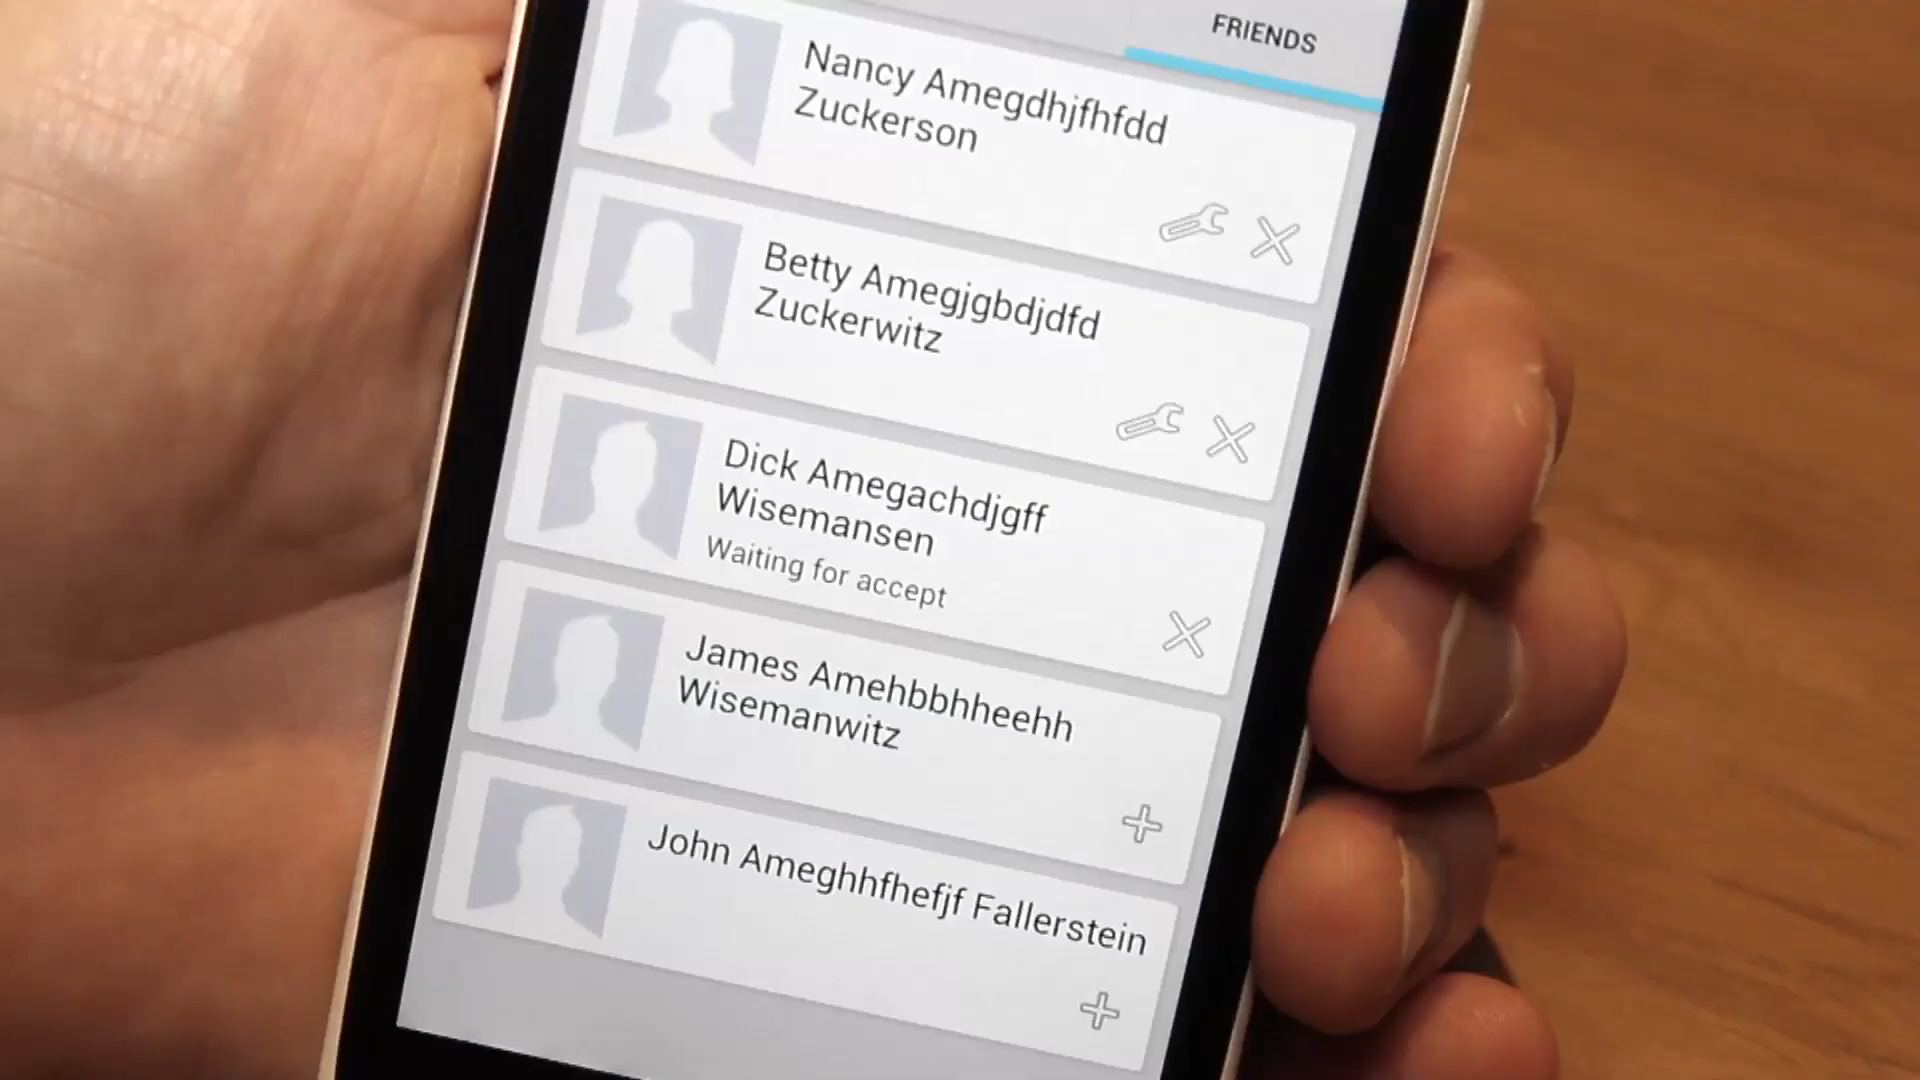 FRIENDS
Nancy Amegdhjfhfdd
Zuckerson
Betty Amegjgbdjdfd
Zuckerwitz
Dick Amegachdjgff
Wisemansen
Waiting for accept
James Amehbbhheehh
Wisemanwitz
John Ameghhfhefjf Fallerstein